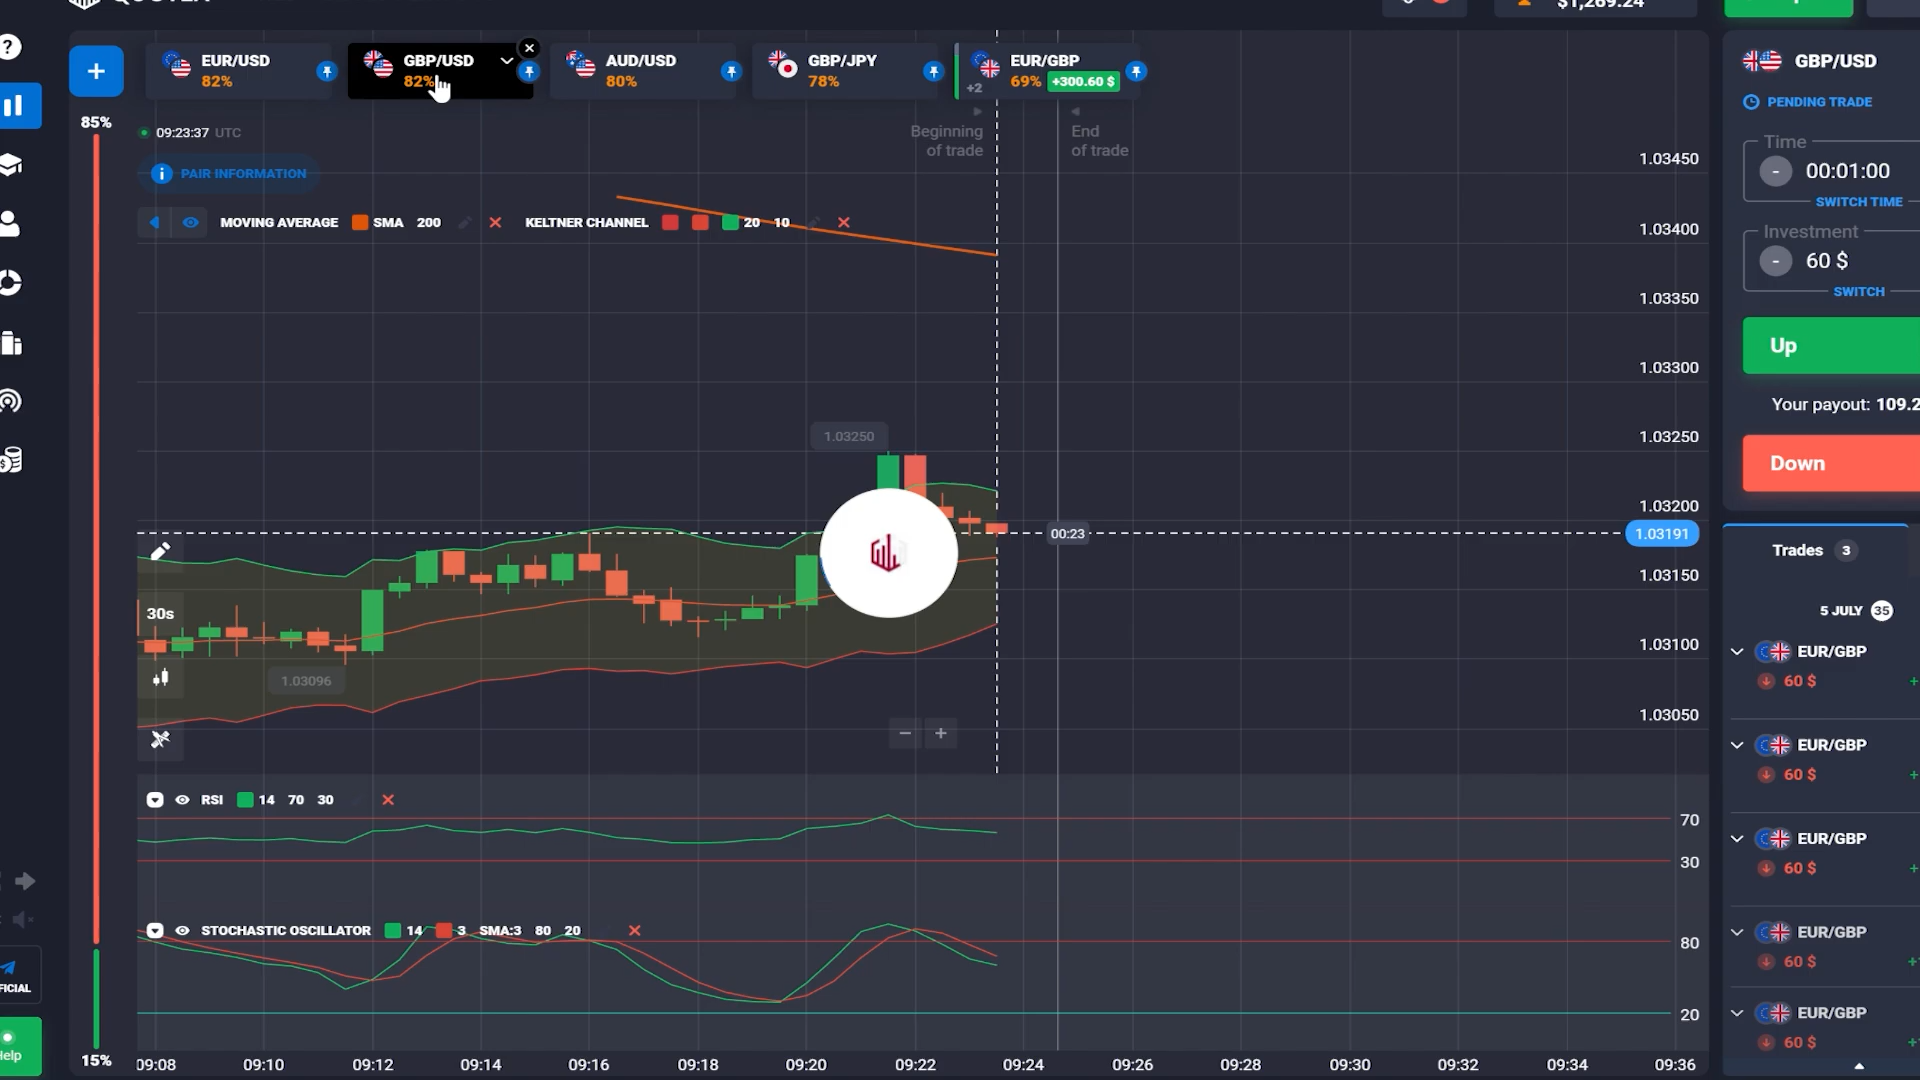 $1,269.24
EUR/USD
82%
GBP/USD
82%
AUD/USD
80%
GBP/JPY
78%
+2
EUR/GBP
69% +300.60 $
GBP/USD
PENDING TRADE
85%
09:23:37 UTC
Beginning
of trade
End
of trade
PAIR INFORMATION
MOVING AVERAGE SMA 200
KELTNER CHANNEL 20 10
1.03450
1.03400
1.03350
1.03300
1.03250
1.03200
1.03191
1.03150
1.03100
1.03050
1.03250
00:23
1.03096
30s
Time
- 00:01:00
SWITCH TIME
Investment
- 60 $
SWITCH
Up
Your payout: 109.2
Down
Trades 3
5 JULY 35
EUR/GBP
60 $ +
EUR/GBP
60 $ +
EUR/GBP
60 $ +
EUR/GBP
60 $ +
EUR/GBP
60 $ +
RSI 14 70 30
70
30
STOCHASTIC OSCILLATOR 14 3 SMA:3 80 20
80
20
FICIAL
Help
15%
09:08 09:10 09:12 09:14 09:16 09:18 09:20 09:22 09:24 09:26 09:28 09:30 09:32 09:34 09:36